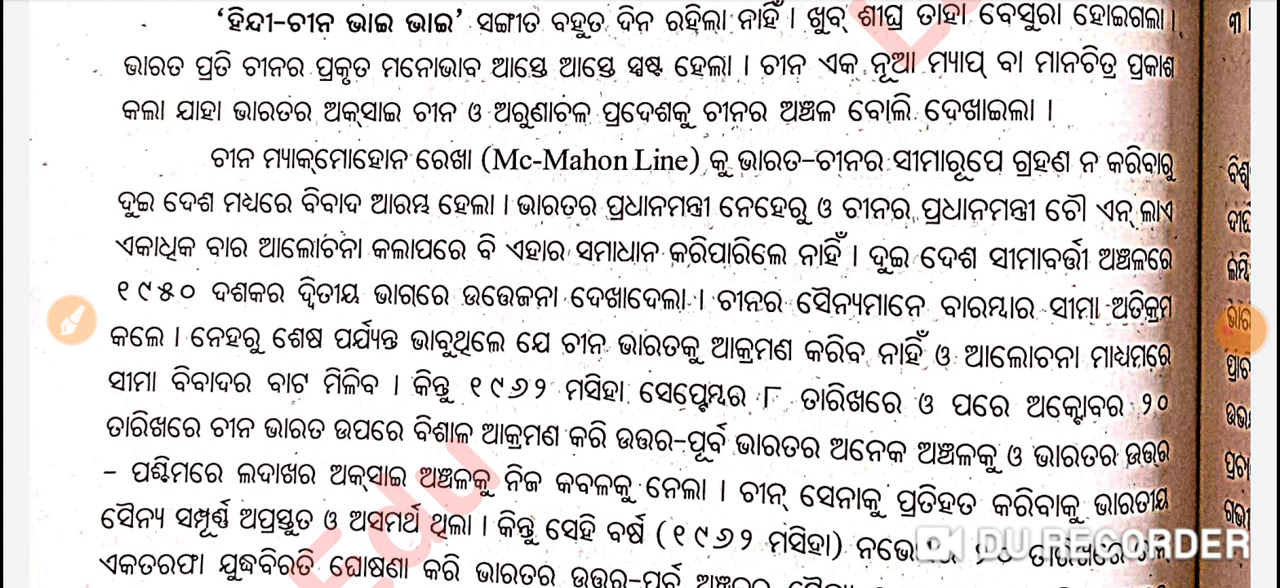 ‘ହିନ୍ଦୀ-ଚୀନ ଭାଇ ଭାଇ’ ସଙ୍ଗୀତ ବହୁତ ଦିନ ରହିଲା ନାହିଁ । ଖୁବ୍ ଶୀଘ୍ର ତାହା ବେସୁରା ହୋଇଗଲା ।
ଭାରତ ପ୍ରତି ଚୀନର ପ୍ରକୃତ ମନୋଭାବ ଆସ୍ତେ ଆସ୍ତେ ସ୍ପଷ୍ଟ ହେଲା । ଚୀନ ଏକ ନୂଆ ମ୍ୟାପ୍ ବା ମାନଚିତ୍ର ପ୍ରକାଶ
କଲା ଯାହା ଭାରତର ଅକ୍‌ସାଇ ଚୀନ ଓ ଅରୁଣାଚଳ ପ୍ରଦେଶକୁ ଚୀନର ଅଞ୍ଚଳ ବୋଲି ଦେଖାଇଲା ।
ଚୀନ ମ୍ୟାକ୍‌ମୋହୋନ ରେଖା (Mc-Mahon Line) କୁ ଭାରତ-ଚୀନର ସୀମାରୂପେ ଗ୍ରହଣ ନ କରିବାରୁ
ଦୁଇ ଦେଶ ମଧ୍ୟରେ ବିବାଦ ଆରମ୍ଭ ହେଲା । ଭାରତର ପ୍ରଧାନମନ୍ତ୍ରୀ ନେହେରୁ ଓ ଚୀନର ପ୍ରଧାନମନ୍ତ୍ରୀ ଚୌ ଏନ୍ ଲାଏ
ଏକାଧିକ ବାର ଆଲୋଚନା କଲାପରେ ବି ଏହାର ସମାଧାନ କରିପାରିଲେ ନାହିଁ । ଦୁଇ ଦେଶ ସୀମାବର୍ତ୍ତୀ ଅଞ୍ଚଳରେ
୧୯୫୦ ଦଶକର ଦ୍ୱିତୀୟ ଭାଗରେ ଉତ୍ତେଜନା ଦେଖାଦେଲା । ଚୀନର ସୈନ୍ୟମାନେ ବାରମ୍ବାର ସୀମା ଅତିକ୍ରମ
କଲେ । ନେହରୁ ଶେଷ ପର୍ଯ୍ୟନ୍ତ ଭାବୁଥିଲେ ଯେ ଚୀନ୍ ଭାରତକୁ ଆକ୍ରମଣ କରିବ ନାହିଁ ଓ ଆଲୋଚନା ମାଧ୍ୟମରେ
ସୀମା ବିବାଦର ବାଟ ମିଳିବ । କିନ୍ତୁ ୧୯୬୨ ମସିହା ସେପ୍ଟେମ୍ବର ୮ ତାରିଖରେ ଓ ପରେ ଅକ୍ଟୋବର ୨୦
ତାରିଖରେ ଚୀନ ଭାରତ ଉପରେ ବିଶାଳ ଆକ୍ରମଣ କରି ଉତ୍ତର-ପୂର୍ବ ଭାରତର ଅନେକ ଅଞ୍ଚଳକୁ ଓ ଭାରତର ଉତ୍ତର
– ପଶ୍ଚିମରେ ଲଦାଖର ଅକ୍‌ସାଇ ଅଞ୍ଚଳକୁ ନିଜ କବଳକୁ ନେଲା । ଚୀନ୍ ସେନାକୁ ପ୍ରତିହତ କରିବାକୁ ଭାରତୀୟ
ସୈନ୍ୟ ସମ୍ପୂର୍ଣ୍ଣ ଅପ୍ରସ୍ତୁତ ଓ ଅସମର୍ଥ ଥିଲା । କିନ୍ତୁ ସେହି ବର୍ଷ (୧୯୬୨ ମସିହା)
ଏକତରଫା ଯୁଦ୍ଧବିରତି ଘୋଷଣା କରି ଭାରତର ଉତ୍ତର-ପୂର୍ବ
Edu
DU RECORDER